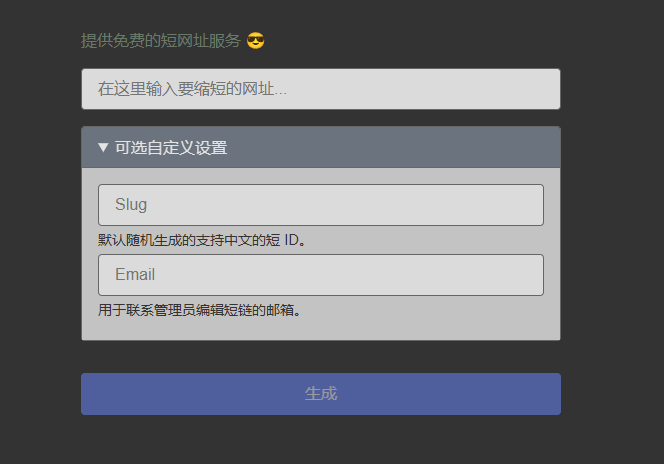 提供免费的短网址服务 😎
在这里输入要缩短的网址...
▼ 可选自定义设置
Slug
默认随机生成的支持中文的短 ID。
Email
用于联系管理员编辑短链的邮箱。
生成